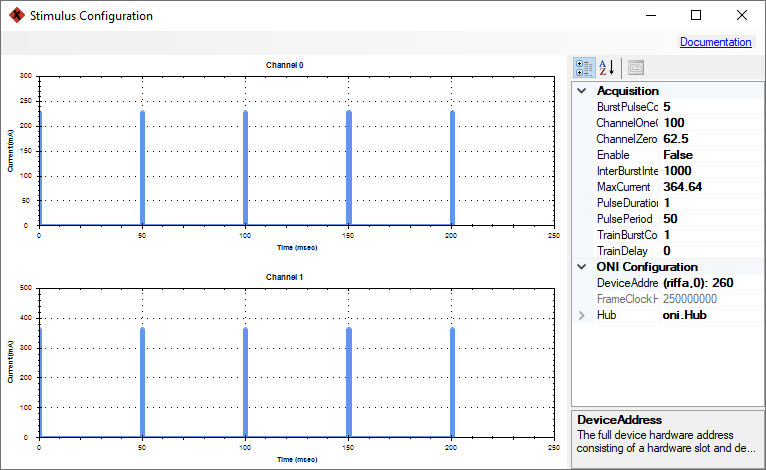 Stimulus Configuration
Documentation
Channel 0
300
250
200
150
100
50
0
Current(mA)
0 50 100 150 200 250
Time (msec)
Channel 1
500
400
300
200
100
0
Current(mA)
0 50 100 150 200 250
Time (msec)
Acquisition
BurstPulseCo 5
ChannelOneC 100
ChannelZero 62.5
Enable False
InterBurstInte 1000
MaxCurrent 364.64
PulseDuration 1
PulsePeriod 50
TrainBurstCo 1
TrainDelay 0
ONI Configuration
DeviceAddre (riffa,0): 260
FrameClockH 250000000
Hub oni.Hub
DeviceAddress
The full device hardware address
consisting of a hardware slot and de...